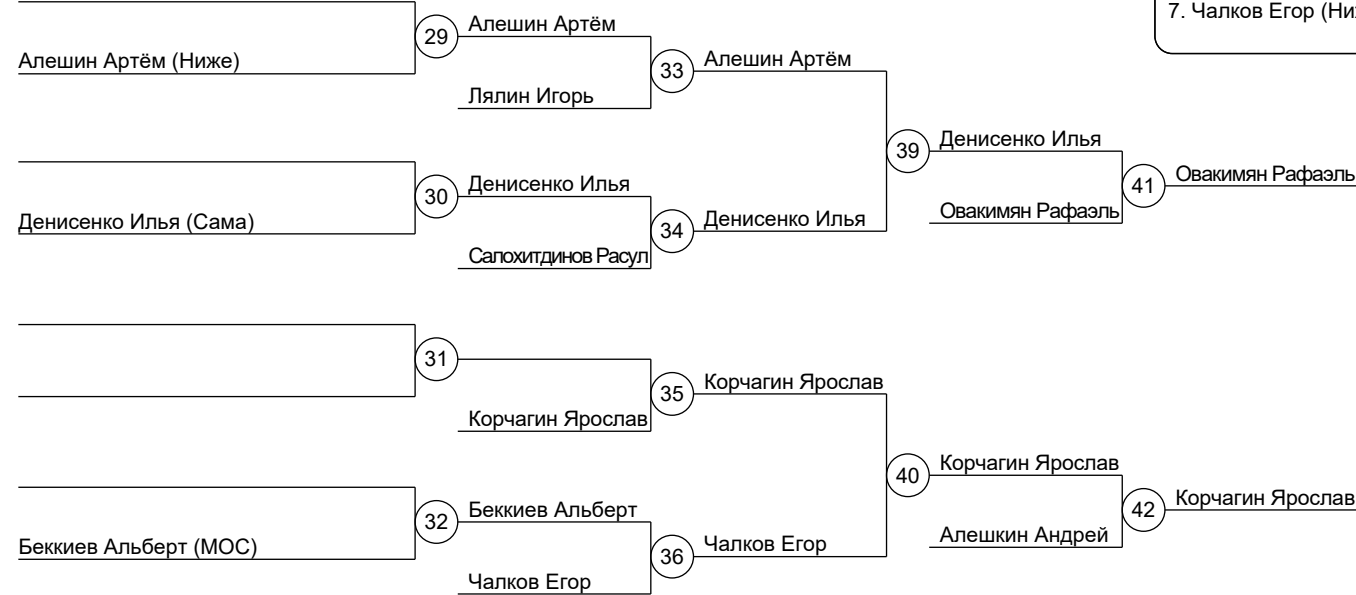 7. Чалков Егор (Ни
29 Алешин Артём
Алешин Артём (Ниже)
33 Алешин Артём
Лялин Игорь
39 Денисенко Илья
30 Денисенко Илья
41 Овакимян Рафаэль
Овакимян Рафаэль
Денисенко Илья (Сама)
34 Денисенко Илья
Салохитдинов Расул
31
35 Корчагин Ярослав
Корчагин Ярослав
40 Корчагин Ярослав
32 Беккиев Альберт
42 Корчагин Ярослав
Алешкин Андрей
Беккиев Альберт (МОС)
36 Чалков Егор
Чалков Егор